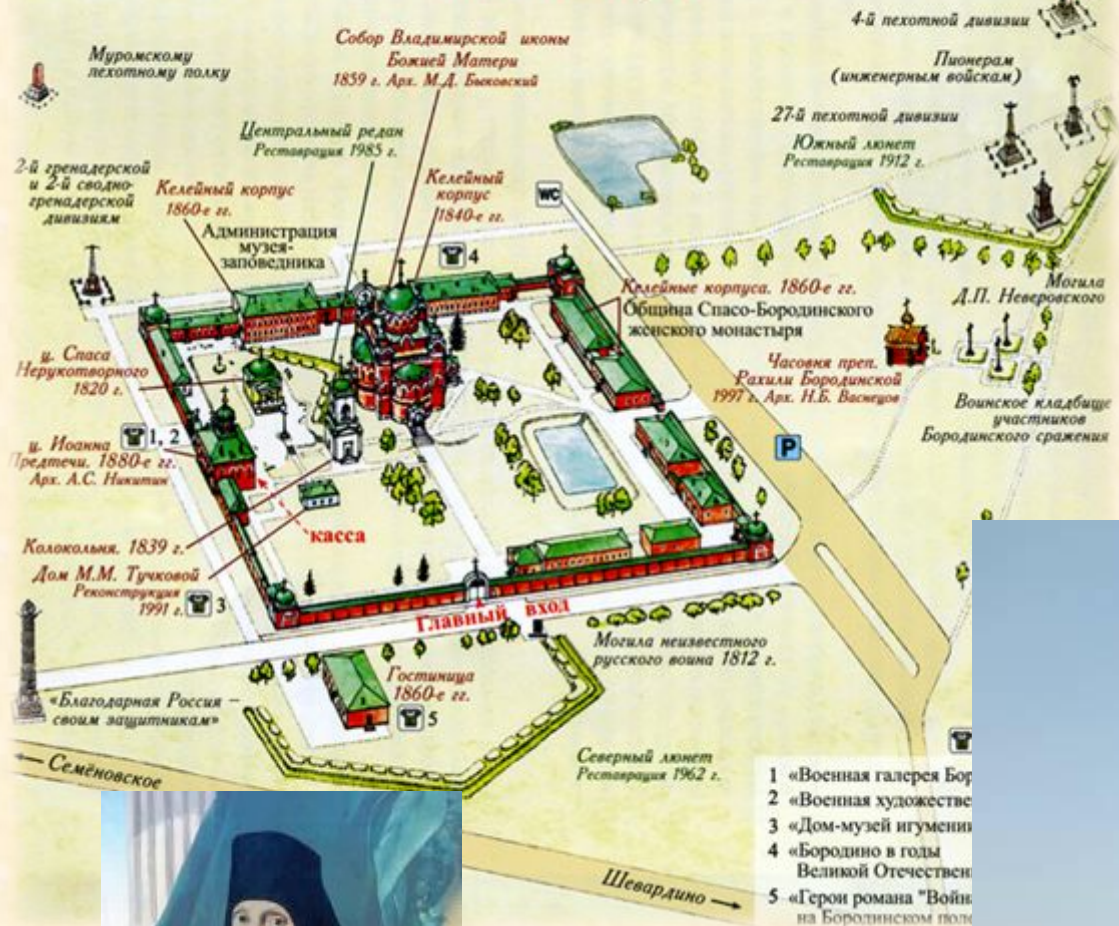 4-й пехотной дивизии
Муромскому
пехотному полку
Собор Владимирской иконы
Божией Матери
1859 г. Арх. М.Д. Быковский
Пионерам
(инженерным войскам)
27-й пехотной дивизии
Южный люнет
Реставрация 1912 г.
Центральный редан
Реставрация 1985 г.
2-й гренадерской
и 2-й сводно-
гренадерской
дивизиям
Келейный корпус
1860-е гг.
Администрация
музея-
заповедника
Келейный
корпус
1840-е гг.
WC
4
Келейные корпуса. 1860-е гг.
Община Спасо-Бородинского
женского монастыря
Могила
Д.П. Неверовского
Часовня преп.
Рахили Бородинской
1997 г. Арх. Н.Б. Васнецов
Воинское кладбище
участников
Бородинского сражения
ц. Спаса
Нерукотворного
1820 г.
1, 2
ц. Иоанна
Предтечи. 1880-е гг.
Арх. А.С. Никитин
P
касса
Колокольня. 1839 г.
Дом М.М. Тучковой
Реконструкция
1991 г.
3
Главный вход
Могила неизвестного
русского воина 1812 г.
Гостиница
1860-е гг.
5
«Благодарная Россия –
своим защитникам»
Северный люнет
Реставрация 1962 г.
← Семёновское
Шевардино →
1 «Военная галерея Бор
2 «Военная художестве
3 «Дом-музей игумении
4 «Бородино в годы
Великой Отечествен
5 «Герои романа "Война
на Бородинском поле